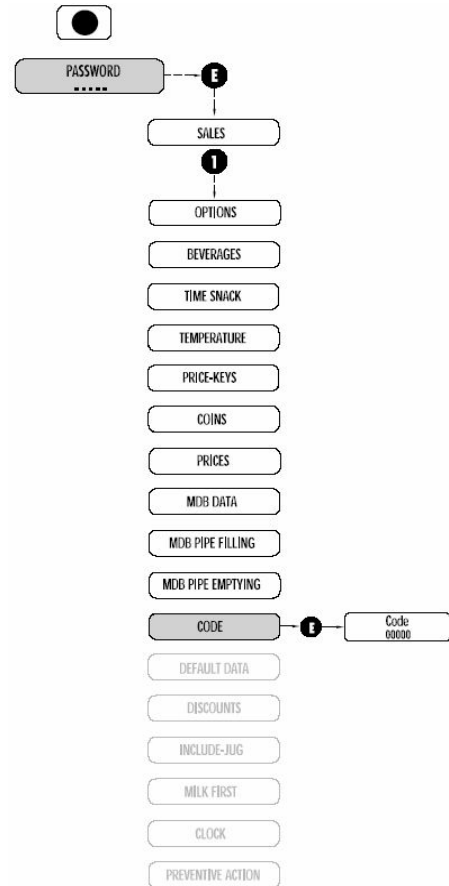 PASSWORD
▪▪▪▪▪
E
SALES
1
OPTIONS
BEVERAGES
TIME SNACK
TEMPERATURE
PRICE-KEYS
COINS
PRICES
MDB DATA
MDB PIPE FILLING
MDB PIPE EMPTYING
CODE
E
Code
00000
DEFAULT DATA
DISCOUNTS
INCLUDE-JUG
MILK FIRST
CLOCK
PREVENTIVE ACTION